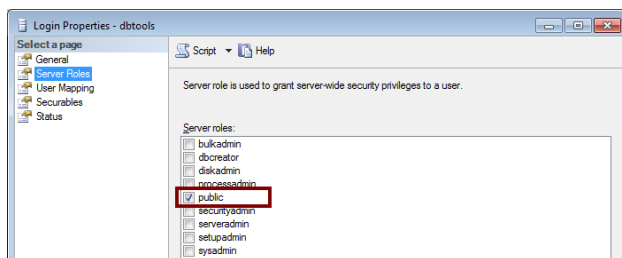 Login Properties - dbtools
Select a page
General
Server Roles
User Mapping
Securables
Status
Script
Help
Server role is used to grant server-wide security privileges to a user.
Server roles:
bulkadmin
dbcreator
diskadmin
processadmin
public
securityadmin
serveradmin
setupadmin
sysadmin